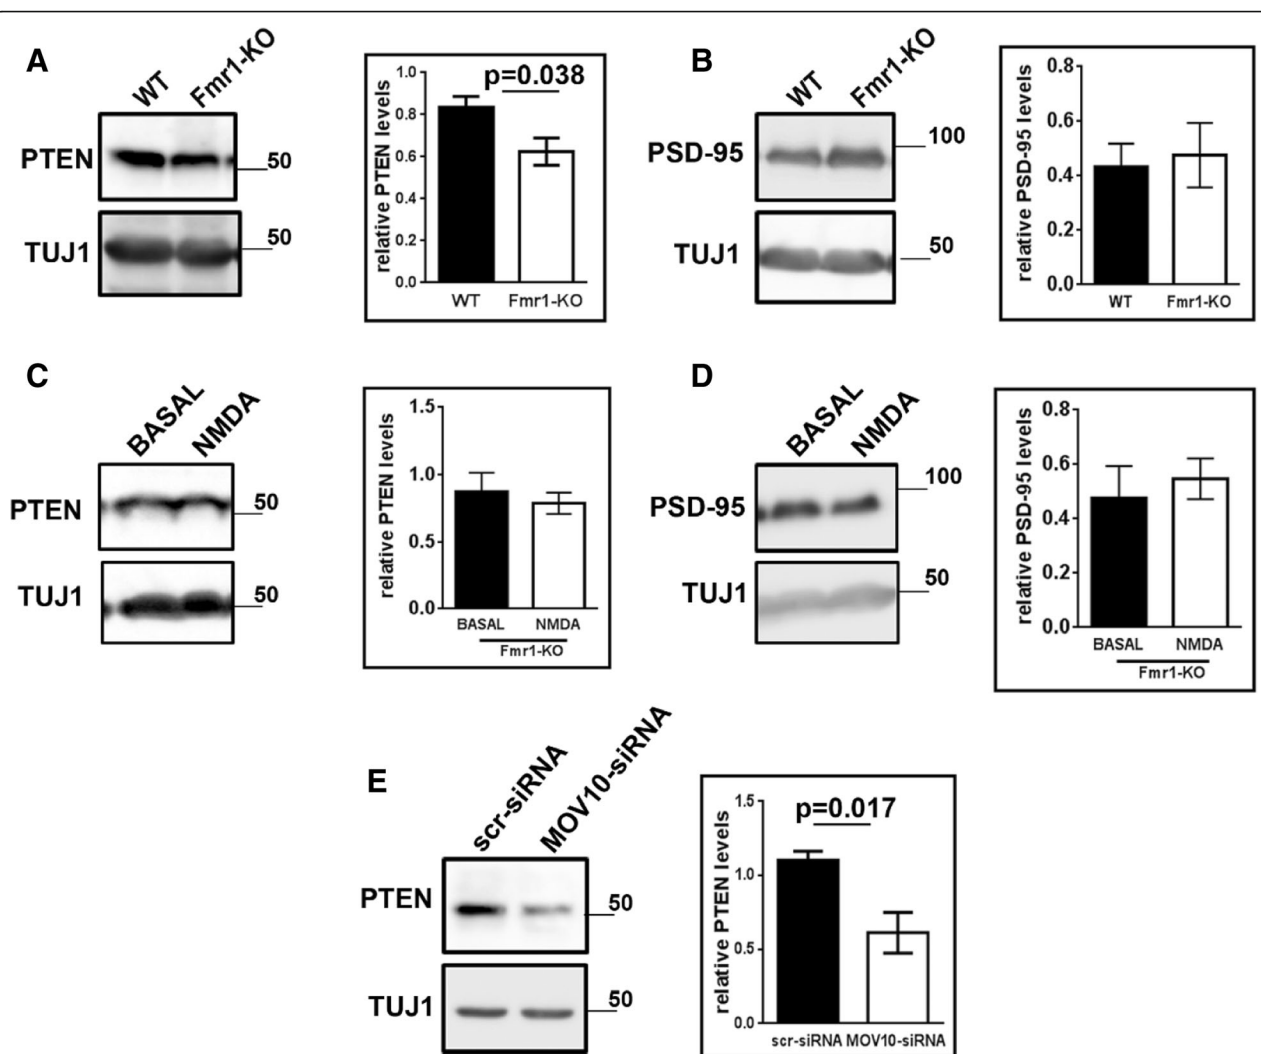 A
WT
Fmr1-KO
PTEN
50
TUJ1
50
relative PTEN levels
1.0
0.8
0.6
0.4
0.2
0.0
p=0.038
WT
Fmr1-KO
B
WT
Fmr1-KO
PSD-95
100
TUJ1
50
relative PSD-95 levels
0.8
0.6
0.4
0.2
0.0
WT
Fmr1-KO
C
BASAL
NMDA
PTEN
50
TUJ1
50
relative PTEN levels
1.5
1.0
0.5
0.0
BASAL
NMDA
Fmr1-KO
D
BASAL
NMDA
PSD-95
100
TUJ1
50
relative PSD-95 levels
0.8
0.6
0.4
0.2
0.0
BASAL
NMDA
Fmr1-KO
E
scr-siRNA
MOV10-siRNA
PTEN
50
TUJ1
50
relative PTEN levels
1.5
1.0
0.5
0.0
p=0.017
scr-siRNA MOV10-siRNA